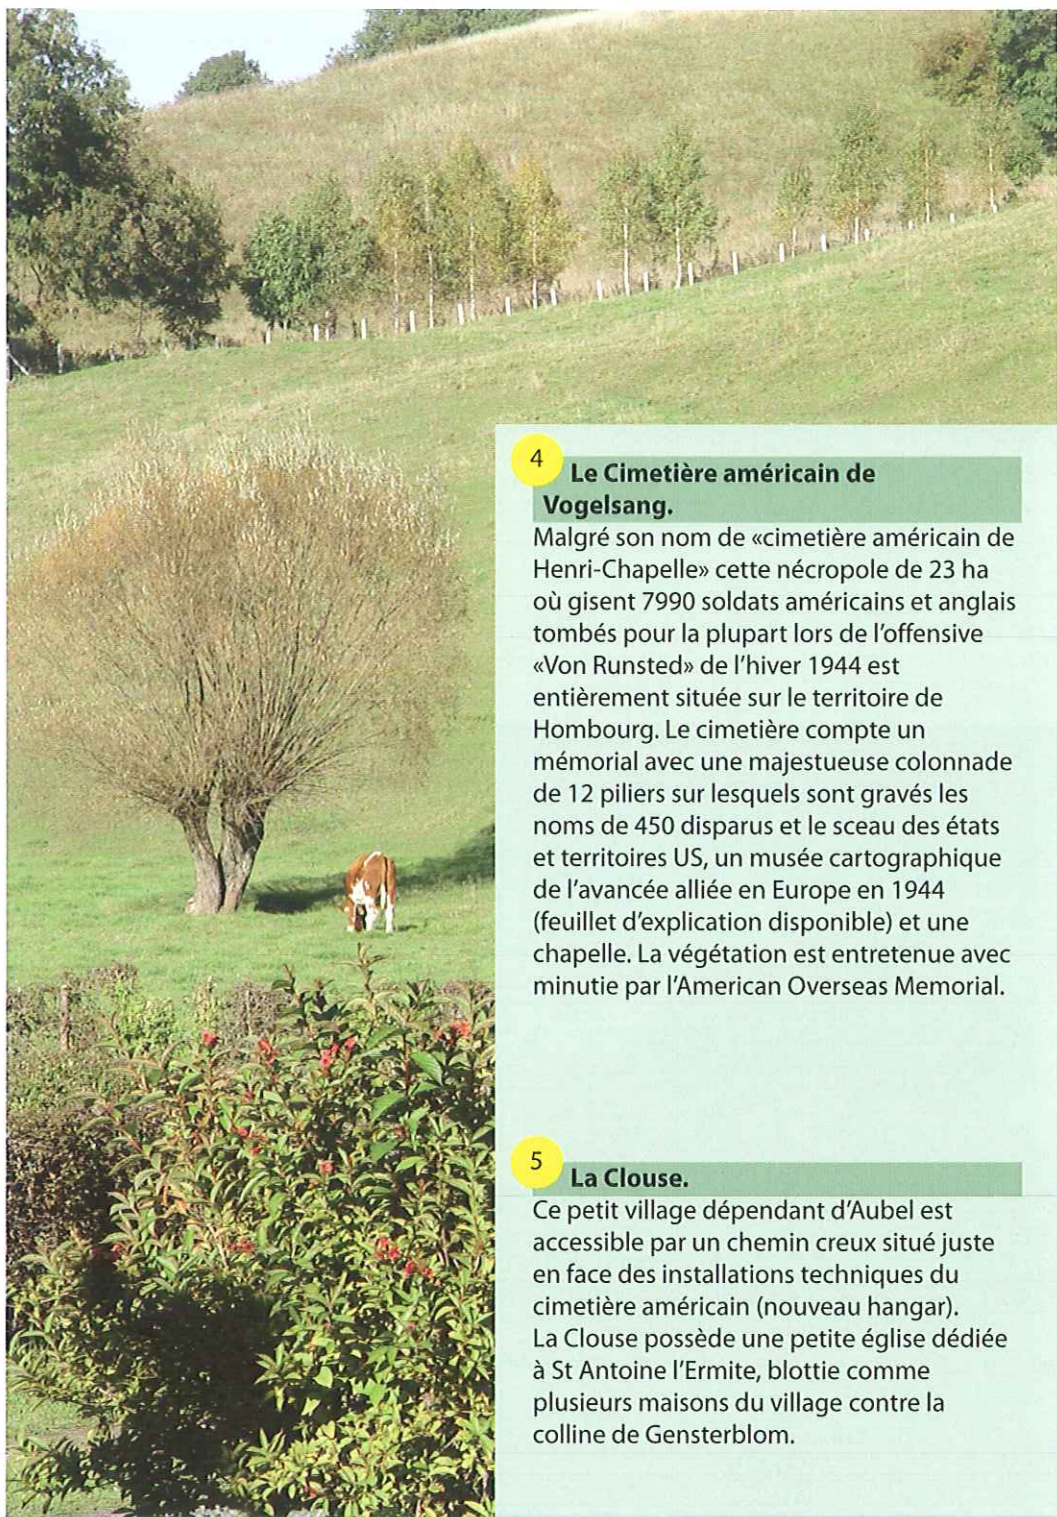 4
Le Cimetière américain de
Vogelsang.
Malgré son nom de «cimetière américain de
Henri-Chapelle» cette nécropole de 23 ha
où gisent 7990 soldats américains et anglais
tombés pour la plupart lors de l'offensive
«Von Runsted» de l'hiver 1944 est
entièrement située sur le territoire de
Hombourg. Le cimetière compte un
mémorial avec une majestueuse colonnade
de 12 piliers sur lesquels sont gravés les
noms de 450 disparus et le sceau des états
et territoires US, un musée cartographique
de l'avancée alliée en Europe en 1944
(feuillet d'explication disponible) et une
chapelle. La végétation est entretenue avec
minutie par l'American Overseas Memorial.
5
La Clouse.
Ce petit village dépendant d'Aubel est
accessible par un chemin creux situé juste
en face des installations techniques du
cimetière américain (nouveau hangar).
La Clouse possède une petite église dédiée
à St Antoine l'Ermite, blottie comme
plusieurs maisons du village contre la
colline de Gensterblom.